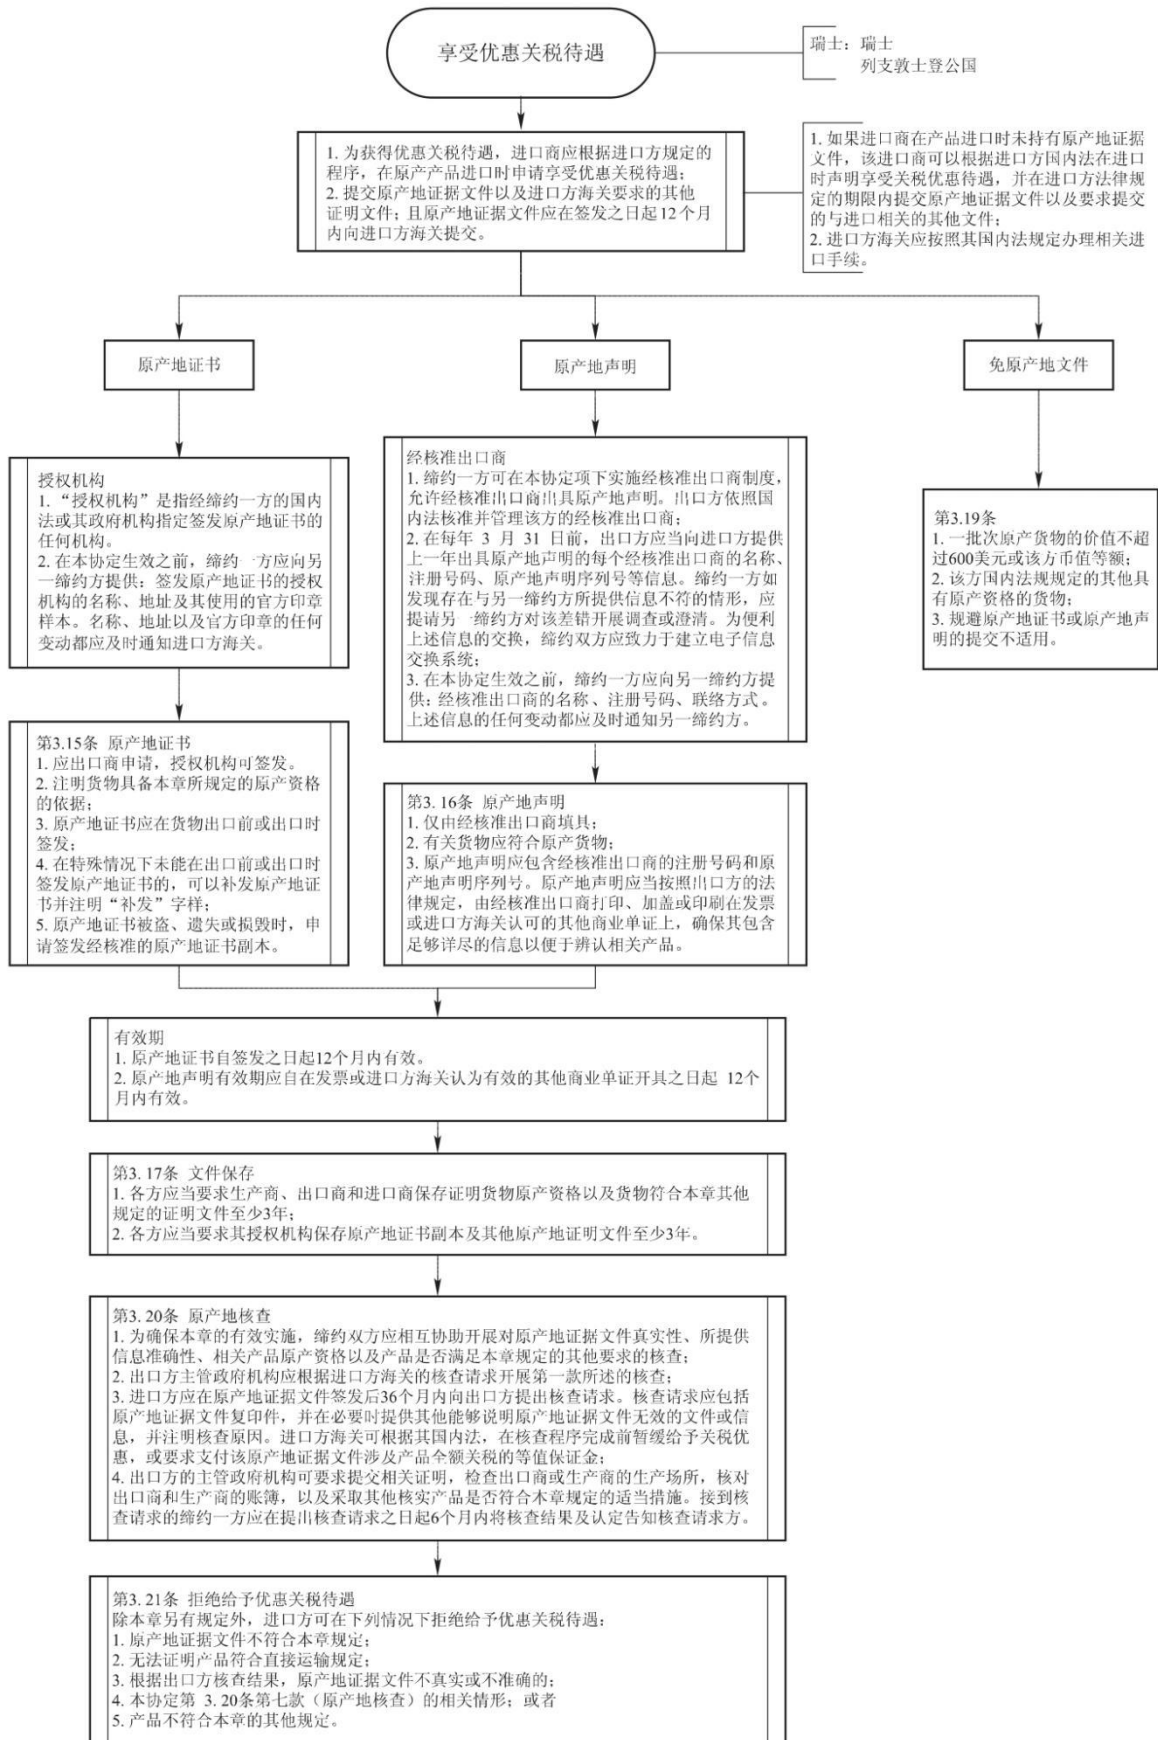 享受优惠关税待遇
瑞士：瑞士
列支敦士登公国
1. 为获得优惠关税待遇，进口商应根据进口方规定的
程序，在原产产品进口时申请享受优惠关税待遇；
2. 提交原产地证据文件以及进口方海关要求的其他
证明文件；且原产地证据文件应在签发之日起12个月
内向进口方海关提交。
1. 如果进口商在产品进口时未持有原产地证据
文件，该进口商可以根据进口方国内法在进口
时声明享受关税优惠待遇，并在进口方法律规
定的期限内提交原产地证据文件以及要求提交
的与进口相关的其他文件；
2. 进口方海关应按照其国内法规定办理相关进
口手续。
原产地证书
原产地声明
免原产地文件
授权机构
1. “授权机构”是指经缔约一方的国内
法或其政府机构指定签发原产地证书的
任何机构。
2. 在本协定生效之前，缔约一方应向另
一缔约方提供：签发原产地证书的授权
机构的名称、地址及其使用的官方印章
样本。名称、地址以及官方印章的任何
变动都应及时通知进口方海关。
经核准出口商
1. 缔约一方可在本协定项下实施经核准出口商制度，
允许经核准出口商出具原产地声明。出口方依照国
内法核准并管理该方的经核准出口商；
2. 在每年 3 月 31 日前，出口方应当向进口方提供
上一年出具原产地声明的每个经核准出口商的名称、
注册号码、原产地声明序列号等信息。缔约一方如
发现存在与另一缔约方所提供信息不符的情形，应
提请另一缔约方对该差错开展调查或澄清。为便利
上述信息的交换，缔约双方应致力于建立电子信息
交换系统；
3. 在本协定生效之前，缔约一方应向另一缔约方提
供：经核准出口商的名称、注册号码、联络方式。
上述信息的任何变动都应及时通知另一缔约方。
第3.19条
1. 一批次原产货物的价值不超
过600美元或该方币值等额；
2. 该方国内法规规定的其他具
有原产资格的货物；
3. 规避原产地证书或原产地声
明的提交不适用。
第3.15条 原产地证书
1. 应出口商申请，授权机构可签发。
2. 注明货物具备本章所规定的原产资格
的依据；
3. 原产地证书应在货物出口前或出口时
签发；
4. 在特殊情况下未能在出口前或出口时
签发原产地证书的，可以补发原产地证
书并注明“补发”字样；
5. 原产地证书被盗、遗失或损毁时，申
请签发经核准的原产地证书副本。
第3. 16条 原产地声明
1. 仅由经核准出口商填具；
2. 有关货物应符合原产货物；
3. 原产地声明应包含经核准出口商的注册号码和原
产地声明序列号。原产地声明应当按照出口方的法
律规定，由经核准出口商打印、加盖或印刷在发票
或进口方海关认可的其他商业单证上，确保其包含
足够详尽的信息以便于辨认相关产品。
有效期
1. 原产地证书自签发之日起12个月内有效。
2. 原产地声明有效期应自在发票或进口方海关认为有效的其他商业单证开具之日起 12个
月内有效。
第3. 17条 文件保存
1. 各方应当要求生产商、出口商和进口商保存证明货物原产资格以及货物符合本章其他
规定的证明文件至少3年；
2. 各方应当要求其授权机构保存原产地证书副本及其他原产地证明文件至少3年。
第3. 20条 原产地核查
1. 为确保本章的有效实施，缔约双方应相互协助开展对原产地证据文件真实性、所提供
信息准确性、相关产品原产资格以及产品是否满足本章规定的其他要求的核查；
2. 出口方主管政府机构应根据进口方海关的核查请求开展第一款所述的核查；
3. 进口方应在原产地证据文件签发后36个月内向出口方提出核查请求。核查请求应包括
原产地证据文件复印件，并在必要时提供其他能够说明原产地证据文件无效的文件或信
息，并注明核查原因。进口方海关可根据其国内法，在核查程序完成前暂缓给予关税优
惠，或要求支付该原产地证据文件涉及产品全额关税的等值保证金；
4. 出口方的主管政府机构可要求提交相关证明，检查出口商或生产商的生产场所，核对
出口商和生产商的账簿，以及采取其他核实产品是否符合本章规定的适当措施。接到核
查请求的缔约一方应在提出核查请求之日起6个月内将核查结果及认定告知核查请求方。
第3. 21条 拒绝给予优惠关税待遇
除本章另有规定外，进口方可在下列情况下拒绝给予优惠关税待遇：
1. 原产地证据文件不符合本章规定；
2. 无法证明产品符合直接运输规定；
3. 根据出口方核查结果，原产地证据文件不真实或不准确的；
4. 本协定第 3. 20条第七款（原产地核查）的相关情形；或者
5. 产品不符合本章的其他规定。